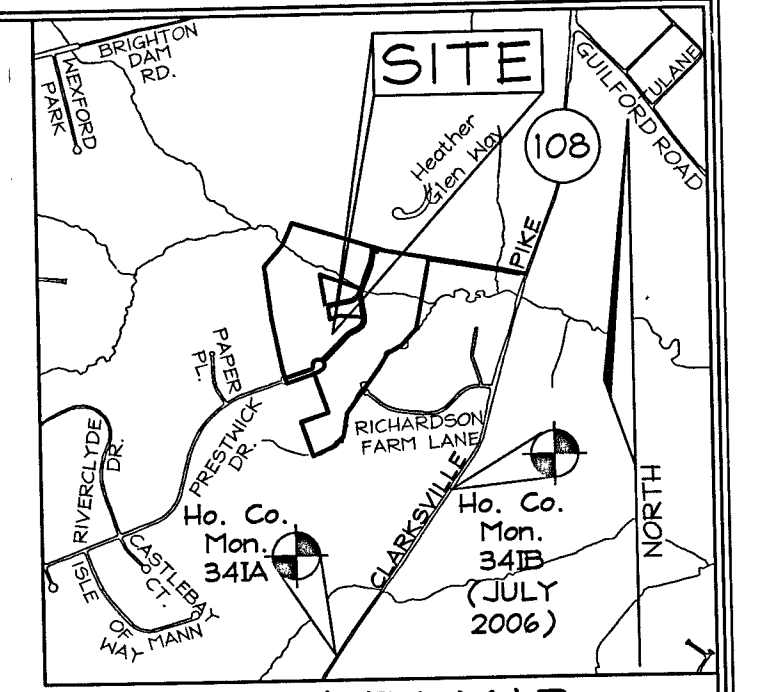 BRIGHTON
DAM
RD.
WEXFORD
PARK
SITE
GUILFORD ROAD
TULANE
Heather
Glen Way
108
PIKE
PAPER
PL.
PRESTWICK
DR.
RICHARDSON
FARM LANE
RIVERCLYDE
DR.
Ho. Co.
Mon.
34IA
CLARKSVILLE
Ho. Co.
Mon.
34IB
(JULY
2006)
NORTH
CASTLEBAY
CT.
ISLE
OF
MANN
WAY